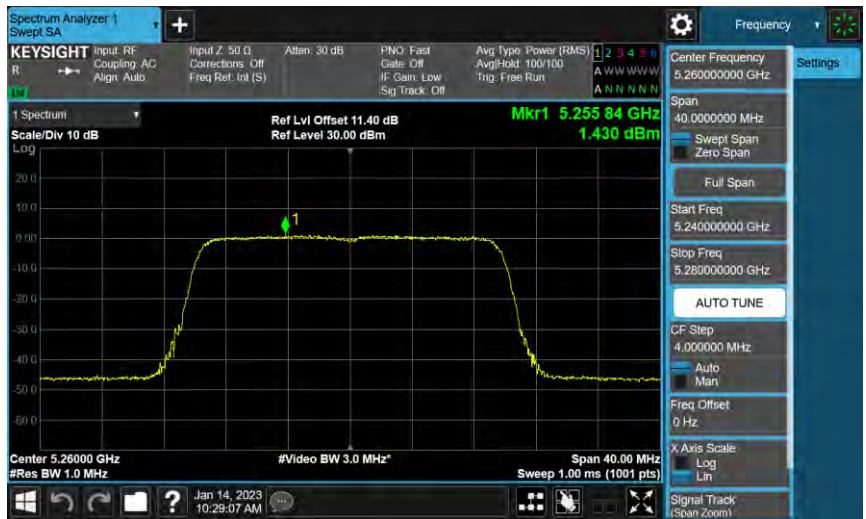 Spectrum Analyzer 1
Swept SA
+
Frequency
KEYSIGHT
R
Input: RF
Coupling: AC
Align: Auto
Input Z: 50 Ω
Corrections: Off
Freq Ref: Int (S)
Atten: 30 dB
PNO: Fast
Gate: Off
IF Gain: Low
Sig Track: Off
Avg Type: Power (RMS)
Avg|Hold: 100/100
Trig: Free Run
1 2 3 4 5 6
A W W W W W
A N N N N N
Settings
1 Spectrum
Scale/Div 10 dB
Log
Ref Lvl Offset 11.40 dB
Ref Level 30.00 dBm
Mkr1 5.255 84 GHz
1.430 dBm
20.0
10.0
0.00
-10.0
-20.0
-30.0
-40.0
-50.0
-60.0
1
Center 5.26000 GHz
#Res BW 1.0 MHz
#Video BW 3.0 MHz*
Span 40.00 MHz
Sweep 1.00 ms (1001 pts)
Center Frequency
5.260000000 GHz
Span
40.0000000 MHz
Swept Span
Zero Span
Full Span
Start Freq
5.240000000 GHz
Stop Freq
5.280000000 GHz
AUTO TUNE
CF Step
4.000000 MHz
Auto
Man
Freq Offset
0 Hz
X Axis Scale
Log
Lin
Signal Track
(Span Zoom)
?
Jan 14, 2023
10:29:07 AM